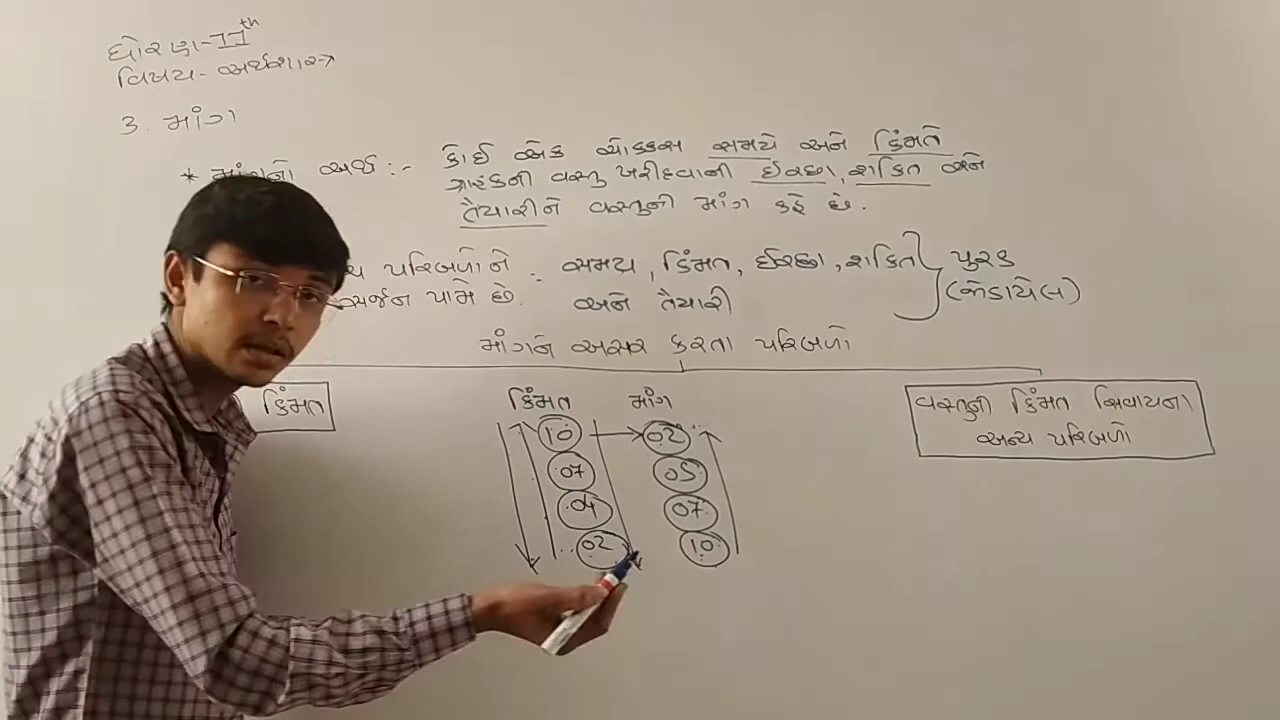 ધોરણ-11th
વિષય - અર્થશાસ્ત્ર
3. માંગ
* માંગનો અર્થ :- કોઈ એક ચોક્કસ સમયે અને કિંમતે
ગ્રાહકની વસ્તુ ખરીદવાની ઈચ્છા, શક્તિ અને
તૈયારીને વસ્તુની માંગ કહે છે.
પરિબળોને : સમય, કિંમત, ઈચ્છા, શક્તિ } પુરક
સર્જન પામે છે. અને તૈયારી (જોડાયેલ)
માંગને અસર કરતા પરિબળો
કિંમત
કિંમત માંગ
10 → 02
07 05
04 07
02 10
વસ્તુની કિંમત સિવાયના
અન્ય પરિબળો